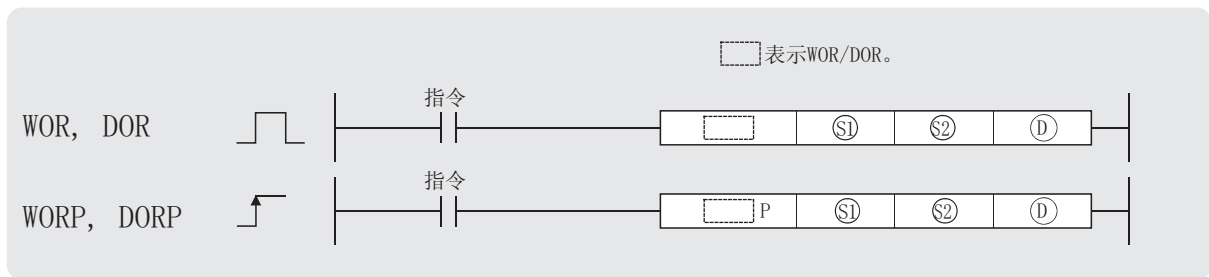 表示WOR/DOR。
指令
WOR, DOR S1 S2 D
指令
WORP, DORP P S1 S2 D